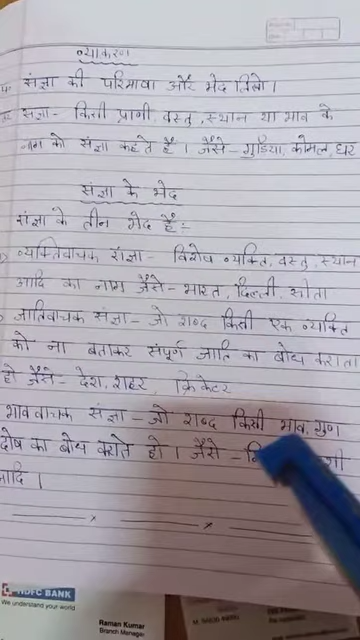 व्याकरण
संज्ञा की परिभाषा और भेद लिखो।
संज्ञा- किसी प्राणी, वस्तु, स्थान या भाव के
नाम को संज्ञा कहते है। जैसे- गुडिया, कोमल, घर
संज्ञा के भेद
संज्ञा के तीन भेद हैं:-
व्यक्तिवाचक संज्ञा- विशेष व्यक्ति, वस्तु, स्थान
आदि का नाम जैसे- भारत, दिल्ली, सीता
जातिवाचक संज्ञा- जो शब्द किसी एक व्यक्ति
को ना बताकर संपूर्ण जाति का बोध कराता
हो जैसे- देश, शहर, क्रिकेटर
भाववाचक संज्ञा- जो शब्द किसी भाव, गुण
दोष का बोध कराते हो। जैसे-
आदि।
HDFC BANK
We understand your world
Raman Kumar
Branch Manager